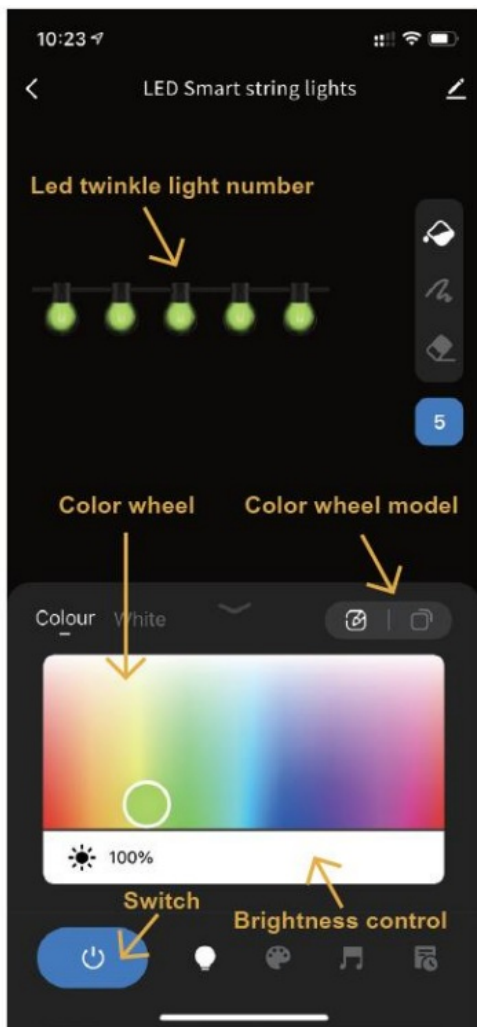 10:23
LED Smart string lights
Led twinkle light number
5
Color wheel
Color wheel model
Colour White
100%
Switch
Brightness control